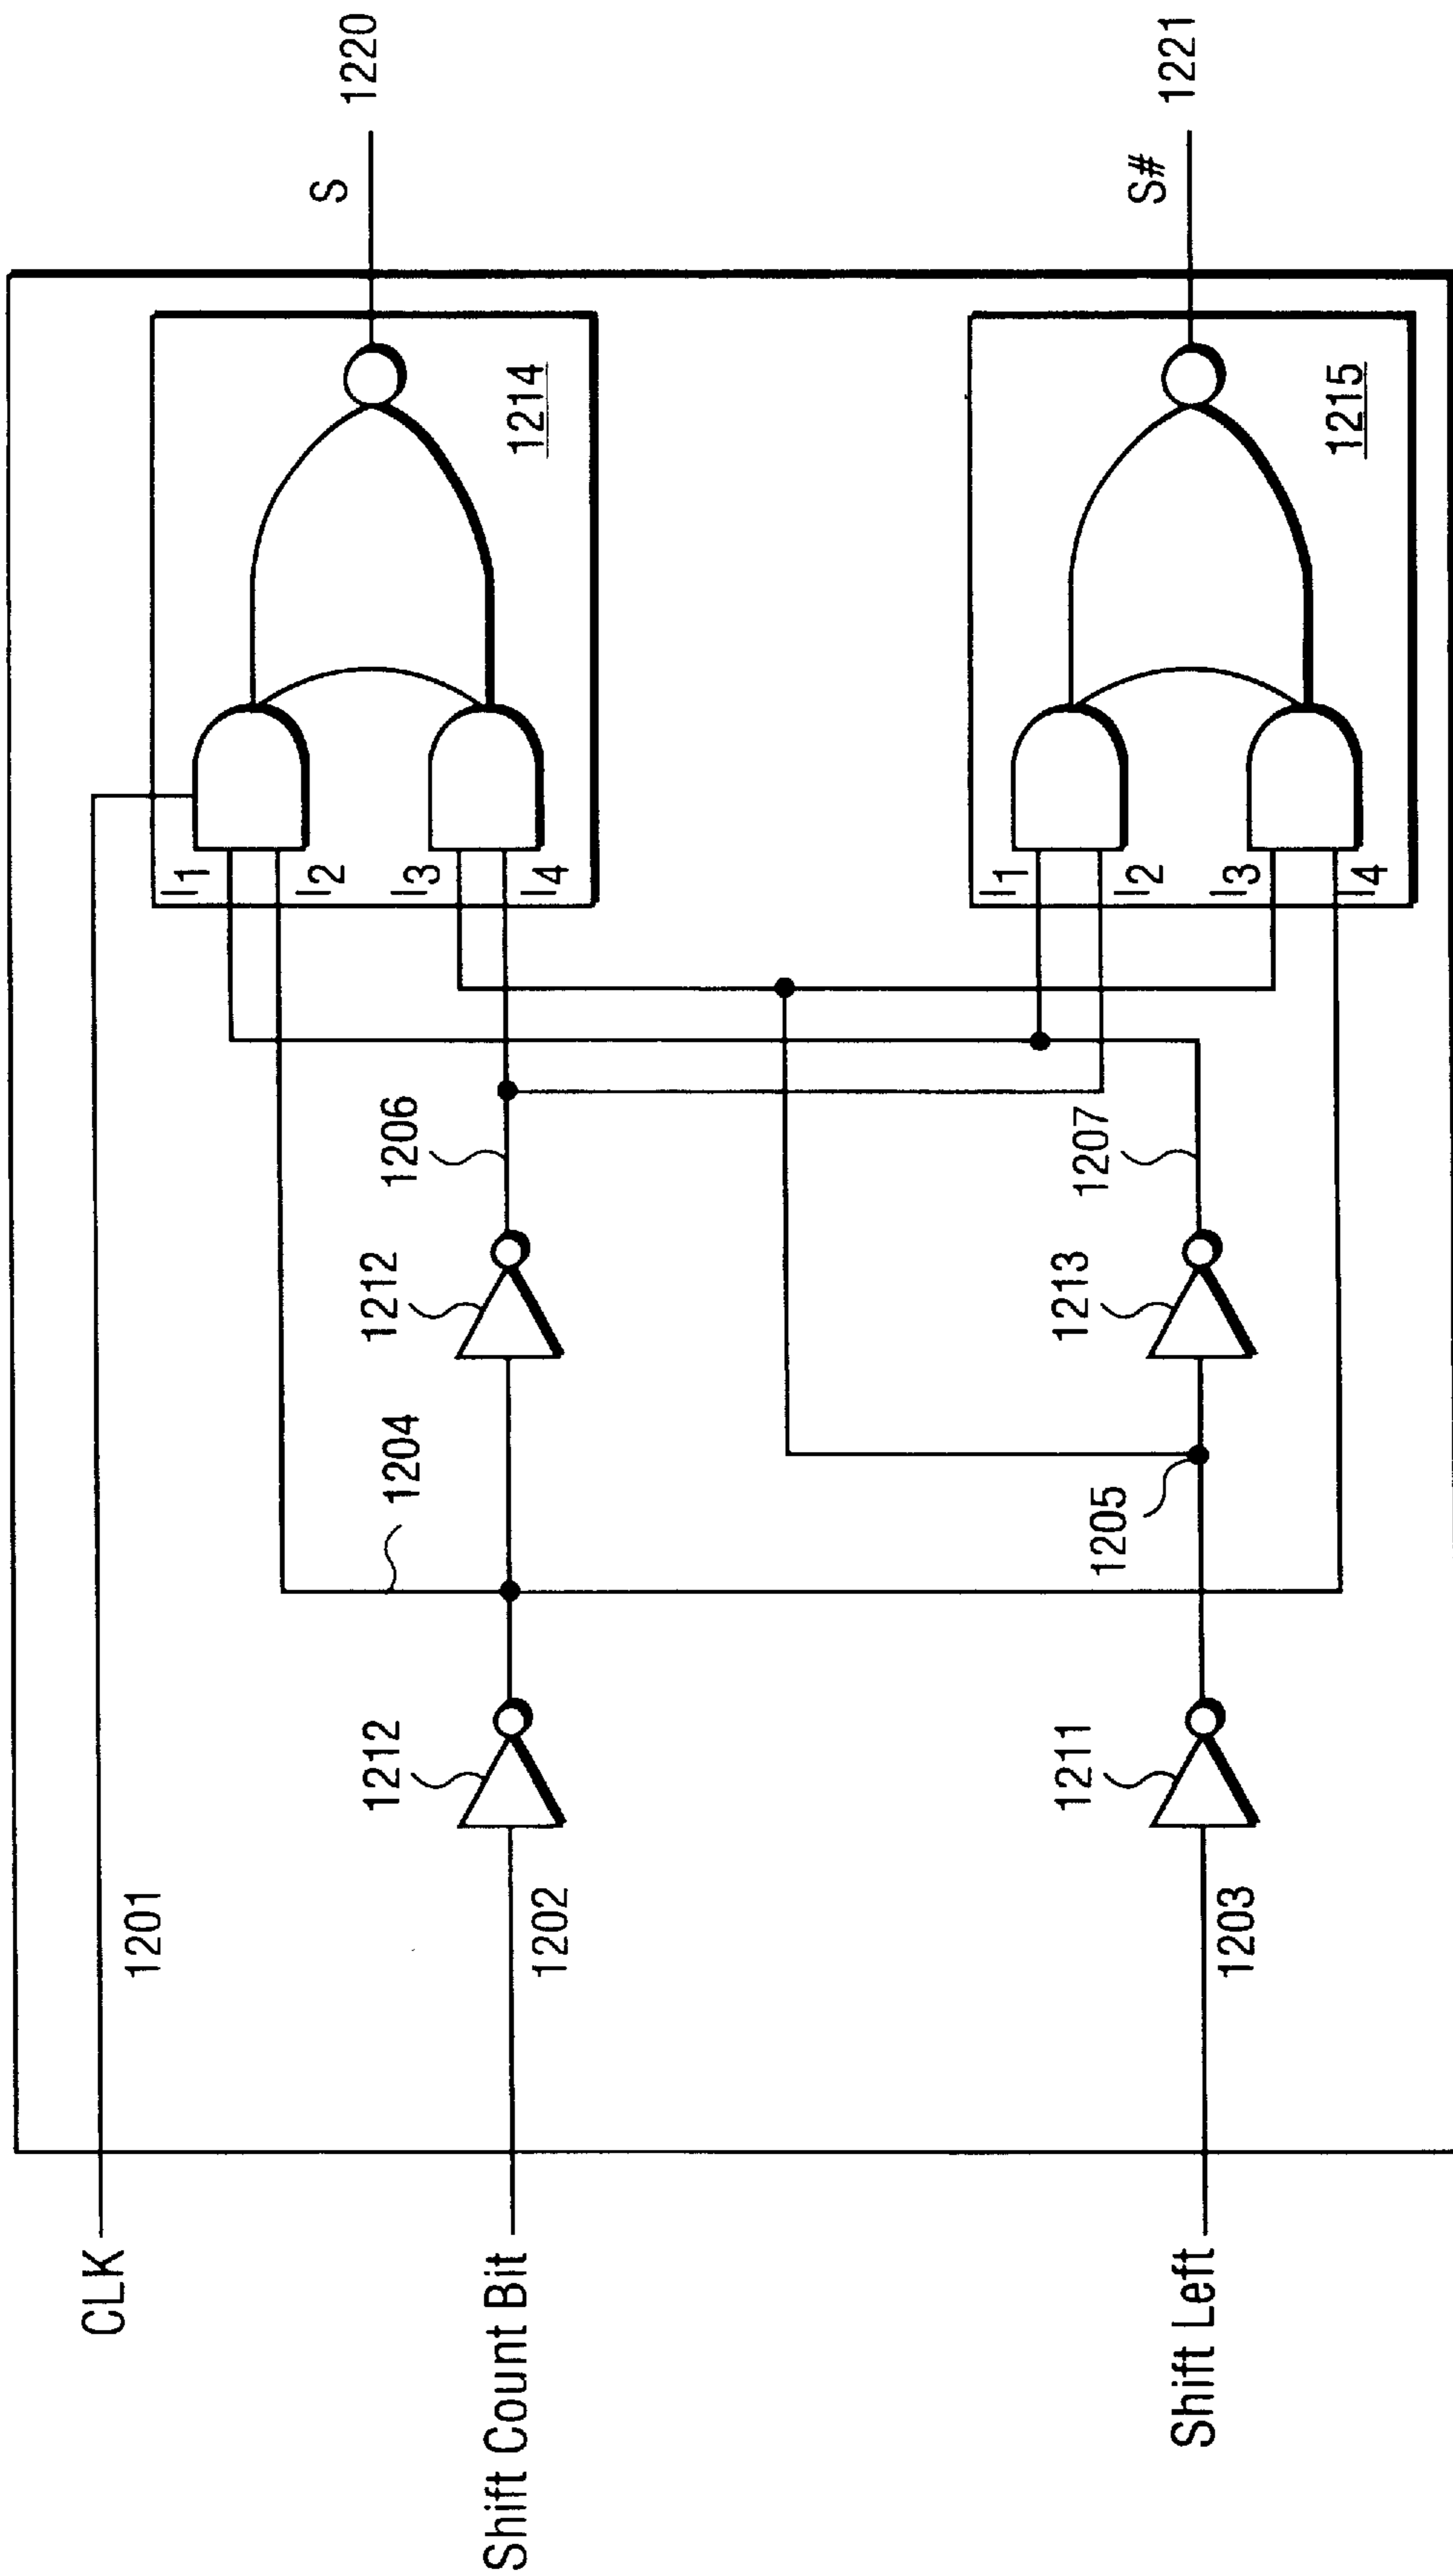 CLK
1201
Shift Count Bit
1202
1212
1204
1212
1206
I1
I2
I3
I4
1214
S
1220
Shift Left
1203
1211
1205
1213
1207
I1
I2
I3
I4
1215
S#
1221